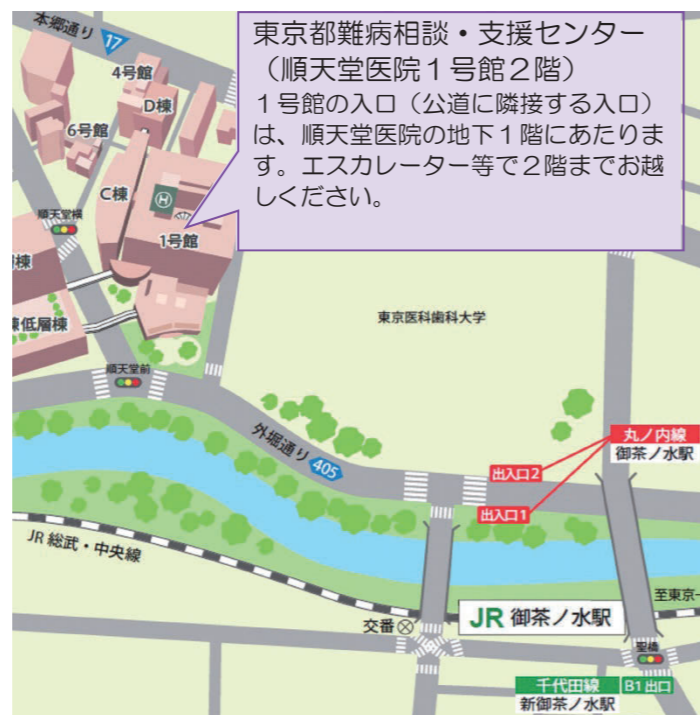 東京都難病相談・支援センター
（順天堂医院１号館２階）
１号館の入口（公道に隣接する入口）
は、順天堂医院の地下１階にあたりま
す。エスカレーター等で２階までお越
しください。
本郷通り 17
4号館
D棟
6号館
C棟
H
順天堂横
1号館
棟
棟低層棟
東京医科歯科大学
順天堂前
外堀通り 405
丸ノ内線
御茶ノ水駅
出入口2
出入口1
JR 総武・中央線
至東京
交番
JR 御茶ノ水駅
聖橋
千代田線 B1出口
新御茶ノ水駅